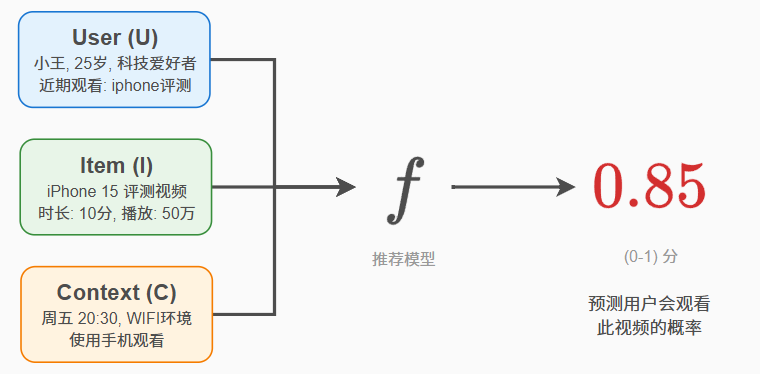 User (U)
小王, 25岁, 科技爱好者
近期观看: iphone评测
Item (I)
iPhone 15 评测视频
时长: 10分, 播放: 50万
Context (C)
周五 20:30, WIFI环境
使用手机观看
f
推荐模型
0.85
(0-1) 分
预测用户会观看
此视频的概率